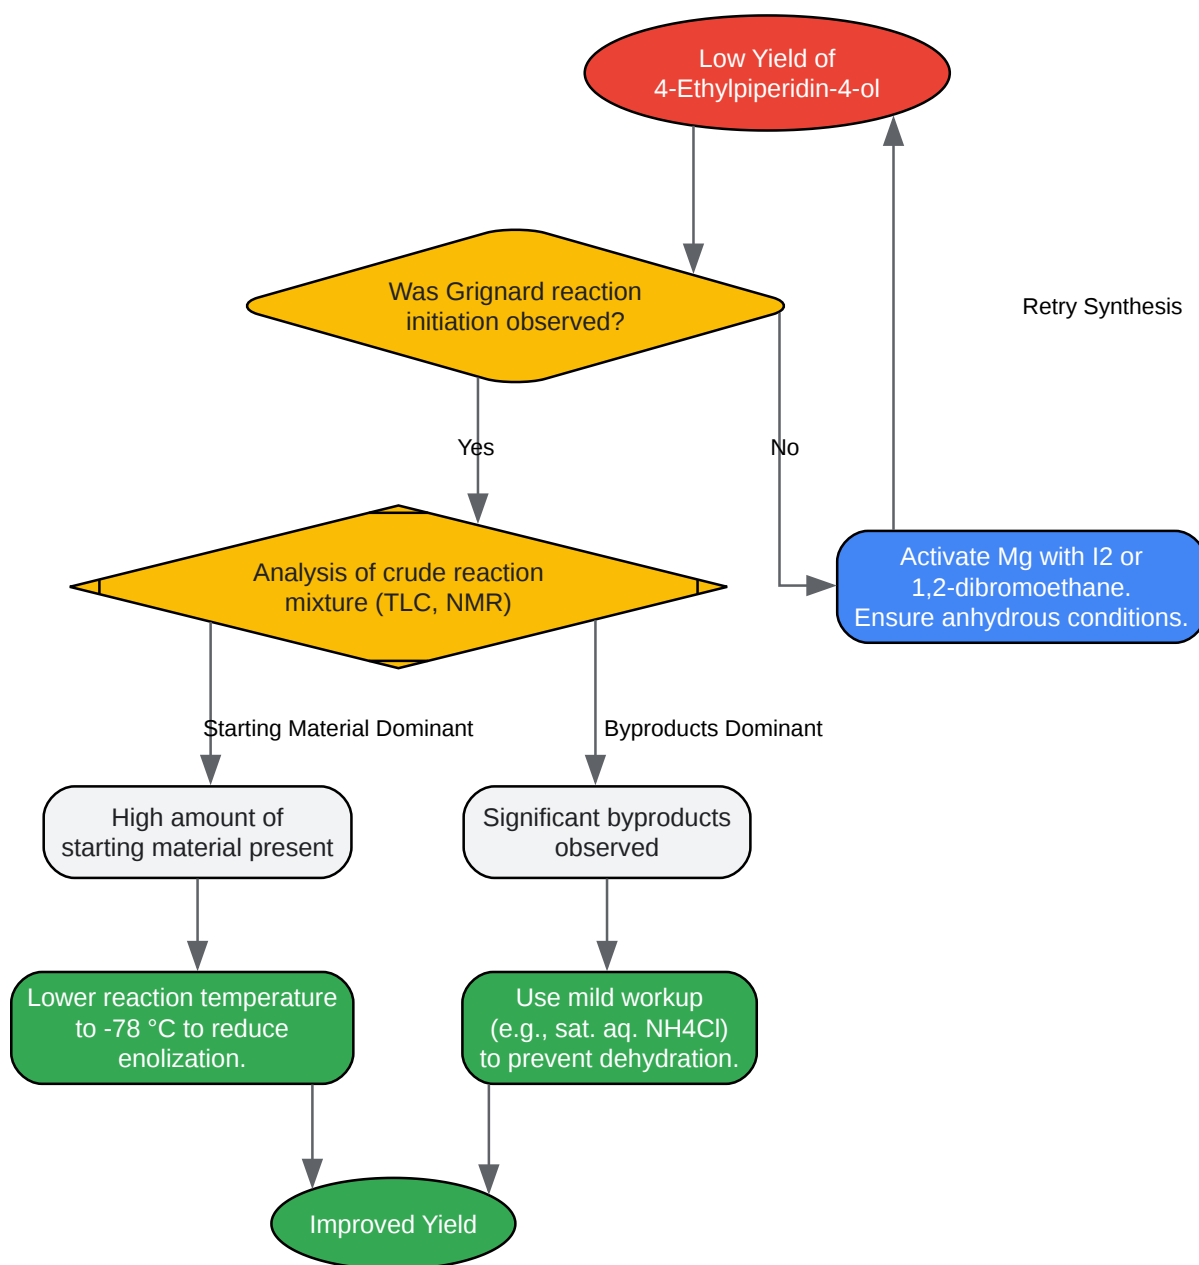 Low Yield of
4-Ethylpiperidin-4-ol
Was Grignard reaction
initiation observed?
Retry Synthesis
Yes
No
Analysis of crude reaction
mixture (TLC, NMR)
Activate Mg with I2 or
1,2-dibromoethane.
Ensure anhydrous conditions.
Starting Material Dominant
Byproducts Dominant
High amount of
starting material present
Significant byproducts
observed
Lower reaction temperature
to -78 °C to reduce
enolization.
Use mild workup
(e.g., sat. aq. NH4Cl)
to prevent dehydration.
Improved Yield